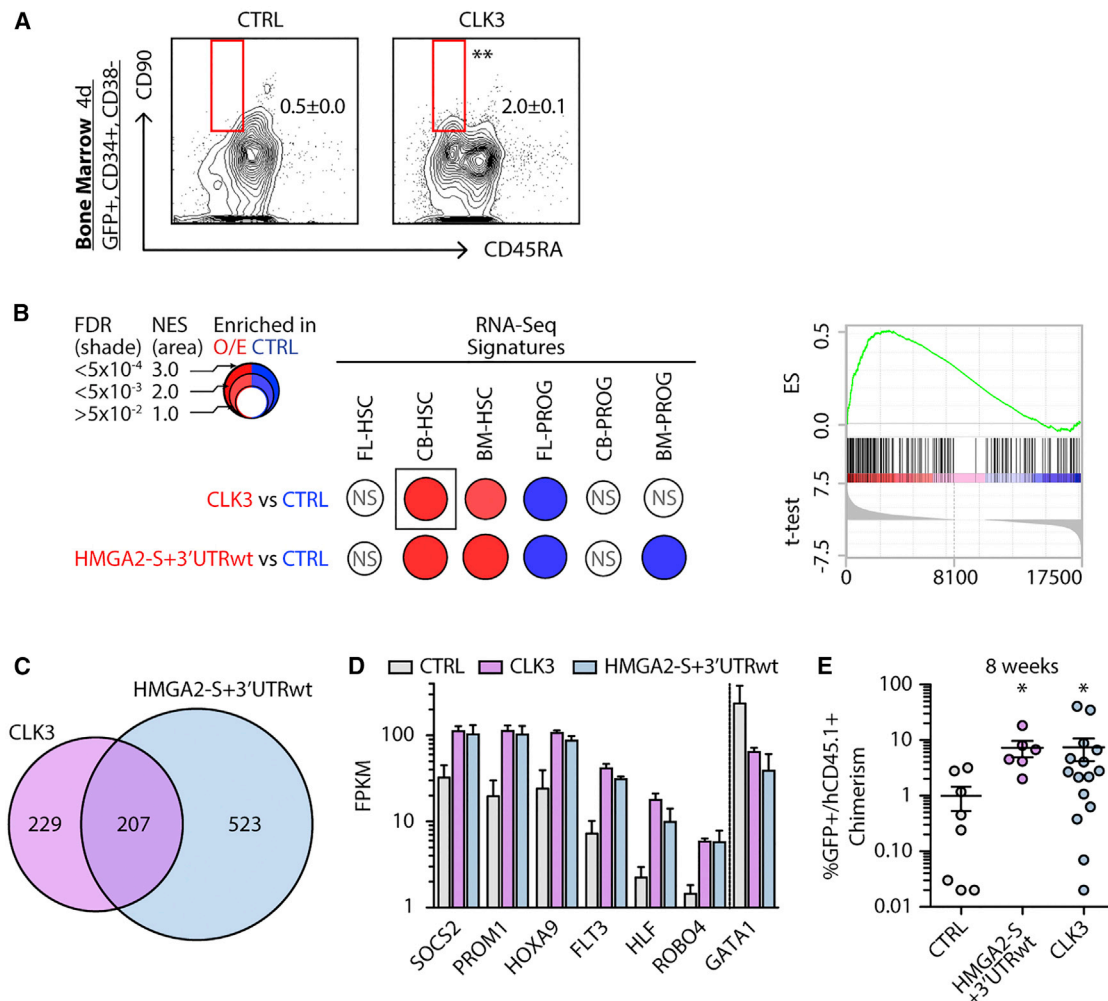 A
CTRL
CLK3
Bone Marrow 4d
GFP+, CD34+, CD38-
CD90
0.5±0.0
**
2.0±0.1
CD45RA
B
FDR NES Enriched in
(shade) (area) O/E CTRL
<5x10-4 3.0
<5x10-3 2.0
>5x10-2 1.0
RNA-Seq
Signatures
FL-HSC
CB-HSC
BM-HSC
FL-PROG
CB-PROG
BM-PROG
CLK3 vs CTRL
NS
NS
NS
HMGA2-S+3'UTRwt vs CTRL
NS
NS
ES
0.5
0.0
7.5
t-test
-7.5
0
8100
17500
C
HMGA2-S+3'UTRwt
CLK3
229
207
523
D
CTRL CLK3 HMGA2-S+3'UTRwt
FPKM
100
10
1
SOCS2
PROM1
HOXA9
FLT3
HLF
ROBO4
GATA1
E
8 weeks
* *
%GFP+/hCD45.1+
Chimerism
100
10
1
0.10
0.01
CTRL
HMGA2-S
+3'UTRwt
CLK3